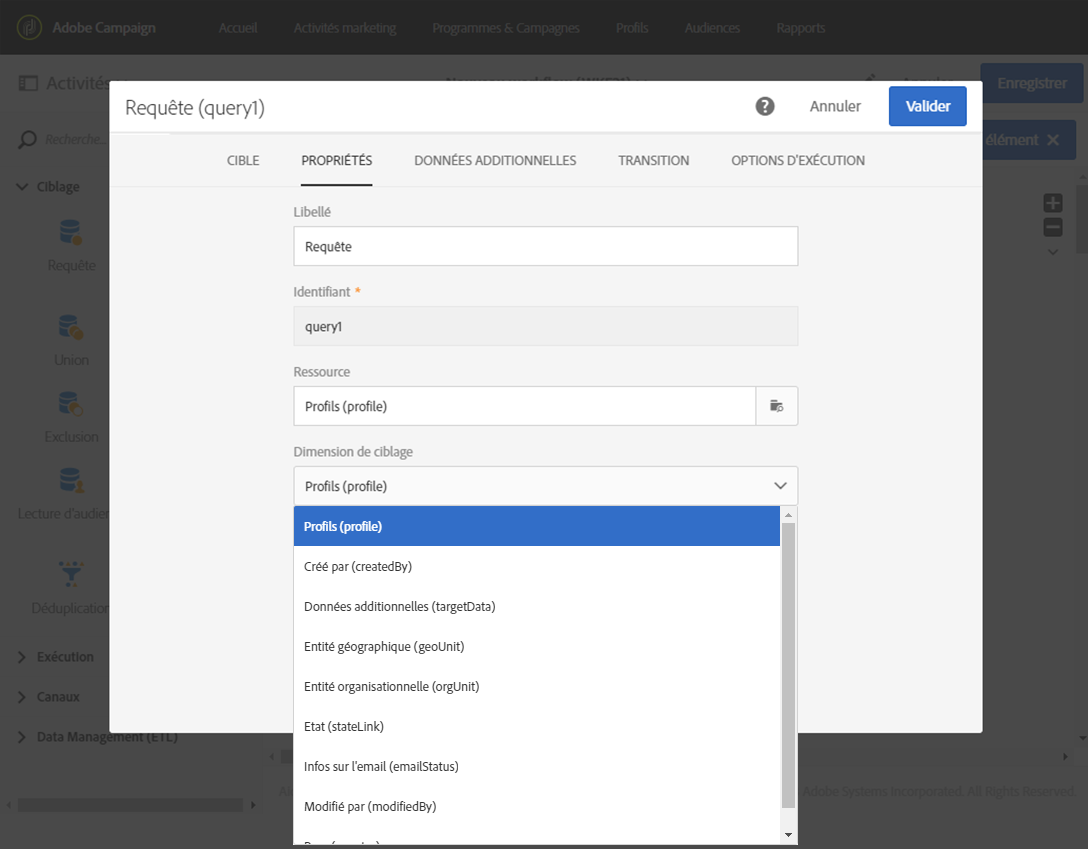 Adobe Campaign Accueil Activités marketing Programmes & Campagnes Profils Audiences Rapports
Activités
Enregistrer
Requête (query1)
? Annuler Valider
Recherche...
élément ×
CIBLE PROPRIÉTÉS DONNÉES ADDITIONNELLES TRANSITION OPTIONS D'EXÉCUTION
Ciblage
Requête
Union
Exclusion
Lecture d'audien
Déduplication
Exécution
Canaux
Data Management (ETL)
Libellé
Requête
Identifiant *
query1
Ressource
Profils (profile)
Dimension de ciblage
Profils (profile)
Profils (profile)
Créé par (createdBy)
Données additionnelles (targetData)
Entité géographique (geoUnit)
Entité organisationnelle (orgUnit)
Etat (stateLink)
Infos sur l'email (emailStatus)
Modifié par (modifiedBy)
Adobe Systems Incorporated. All Rights Reserved.